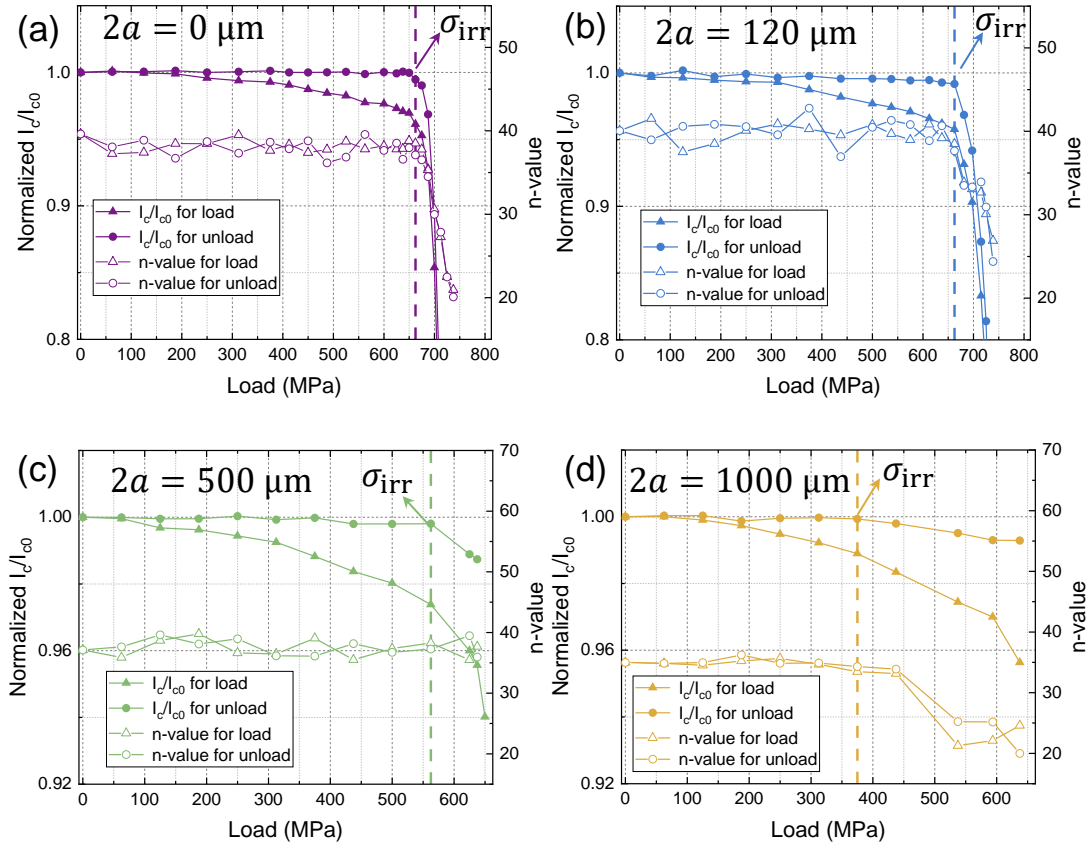 (a)
2a = 0 μm
σirr
Normalized Ic/Ic0
n-value
1.0
0.9
0.8
50
40
30
20
Ic/Ic0 for load
Ic/Ic0 for unload
n-value for load
n-value for unload
0 100 200 300 400 500 600 700 800
Load (MPa)
(b)
2a = 120 μm
σirr
Normalized Ic/Ic0
n-value
1.0
0.9
0.8
50
40
30
20
Ic/Ic0 for load
Ic/Ic0 for unload
n-value for load
n-value for unload
0 100 200 300 400 500 600 700 800
Load (MPa)
(c)
2a = 500 μm
σirr
Normalized Ic/Ic0
n-value
1.00
0.96
0.92
70
60
50
40
30
20
Ic/Ic0 for load
Ic/Ic0 for unload
n-value for load
n-value for unload
0 100 200 300 400 500 600
Load (MPa)
(d)
2a = 1000 μm
σirr
Normalized Ic/Ic0
n-value
1.00
0.96
0.92
70
60
50
40
30
20
Ic/Ic0 for load
Ic/Ic0 for unload
n-value for load
n-value for unload
0 100 200 300 400 500 600
Load (MPa)